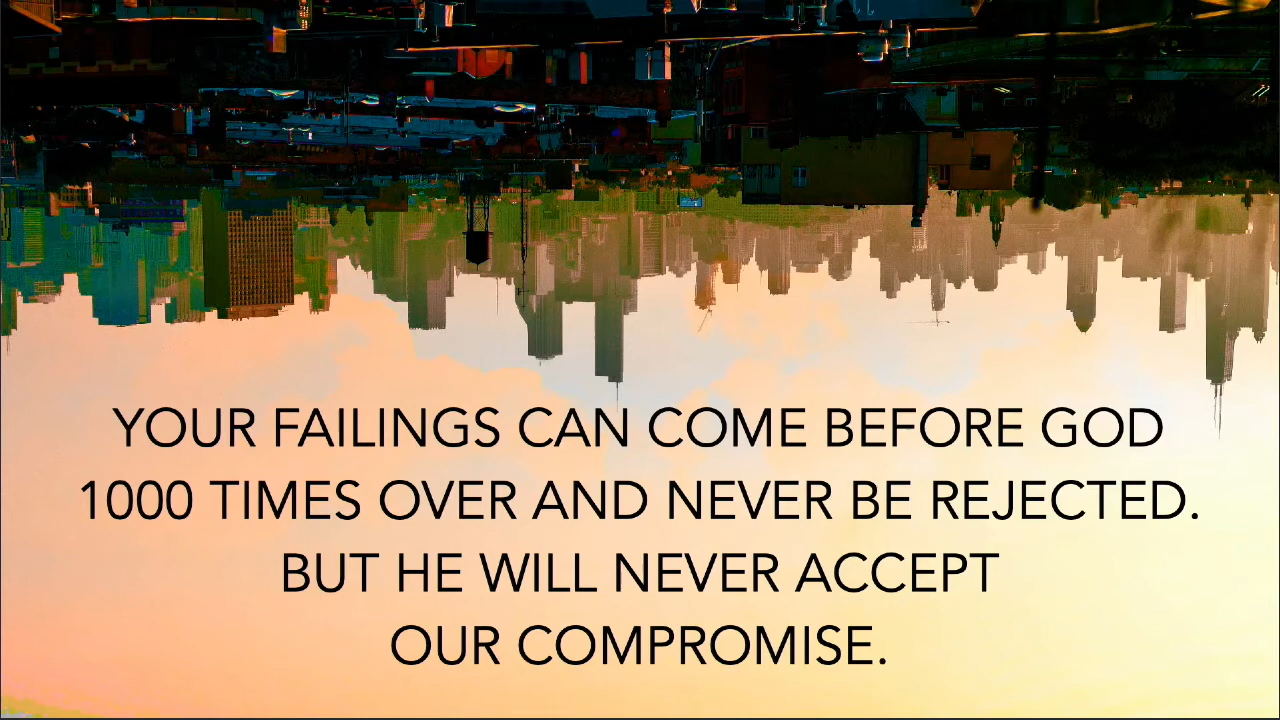 YOUR FAILINGS CAN COME BEFORE GOD
1000 TIMES OVER AND NEVER BE REJECTED.
BUT HE WILL NEVER ACCEPT
OUR COMPROMISE.